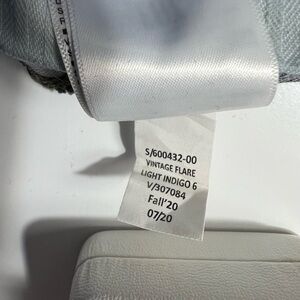 S/600432-00
VINTAGE FLARE
LIGHT INDIGO 6
V/307084
Fall'20
07/20